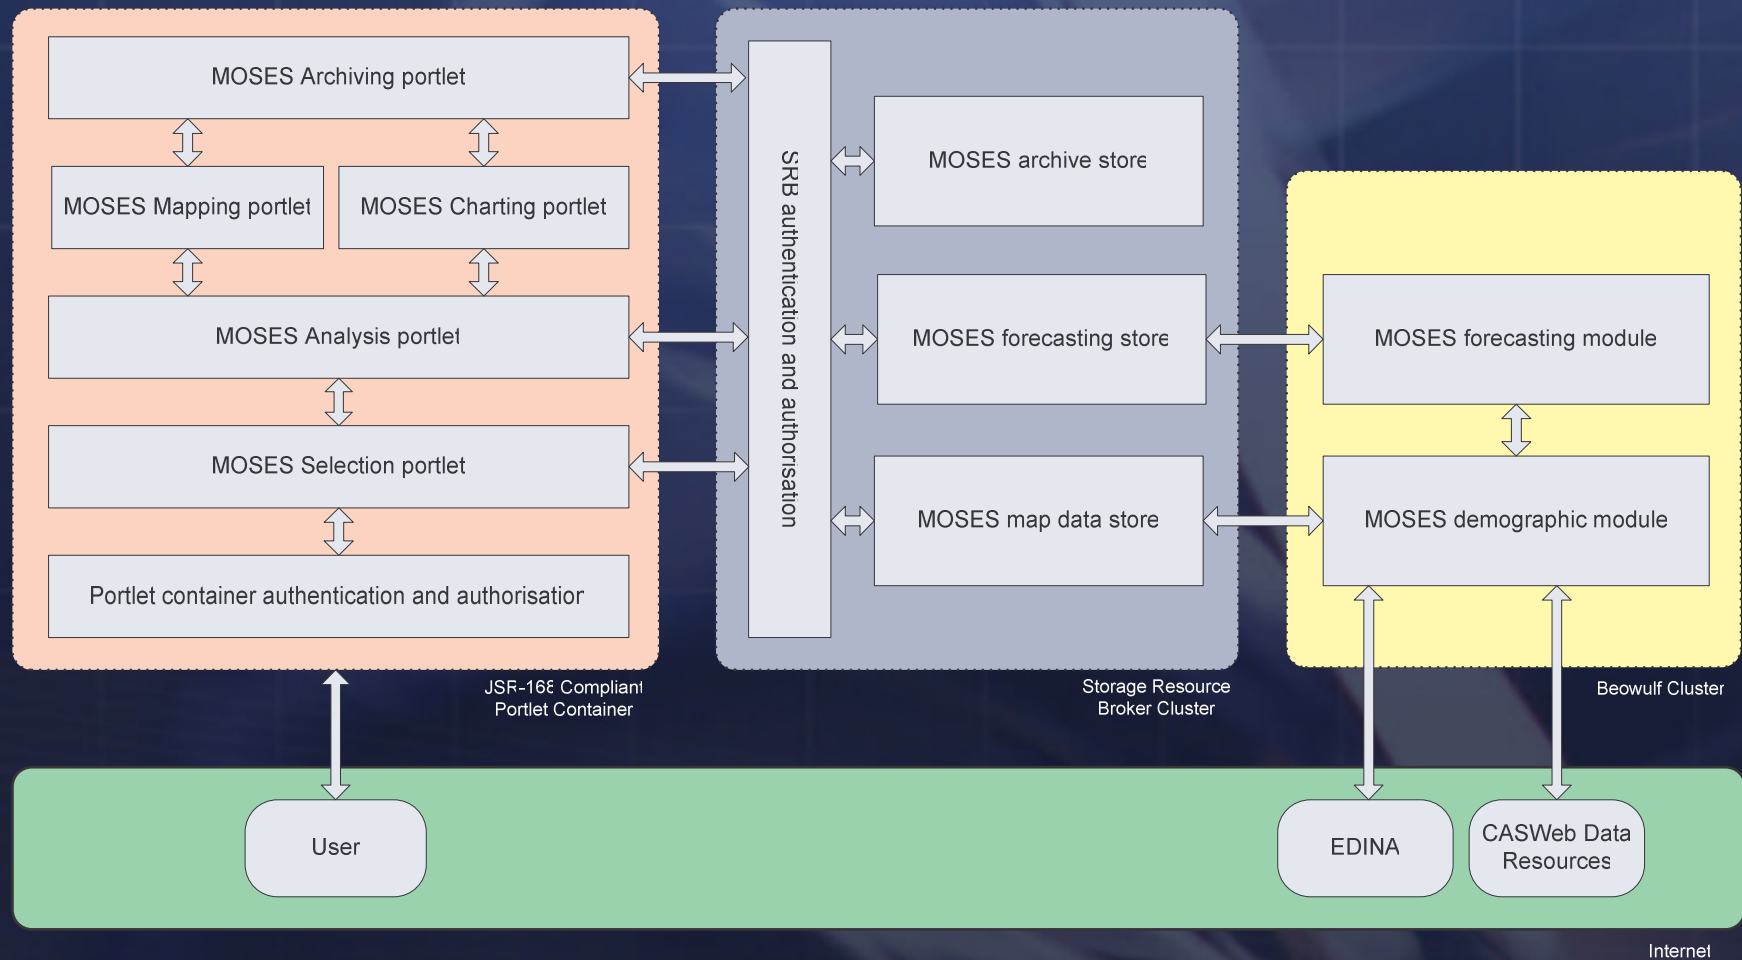 MOSES Archiving portlet
MOSES Mapping portlet
MOSES Charting portlet
MOSES Analysis portlet
MOSES Selection portlet
Portlet container authentication and authorisation
JSR-168 Compliant
Portlet Container
SRB authentication and authorisation
MOSES archive store
MOSES forecasting store
MOSES map data store
Storage Resource
Broker Cluster
MOSES forecasting module
MOSES demographic module
Beowulf Cluster
User
EDINA
CASWeb Data
Resources
Internet